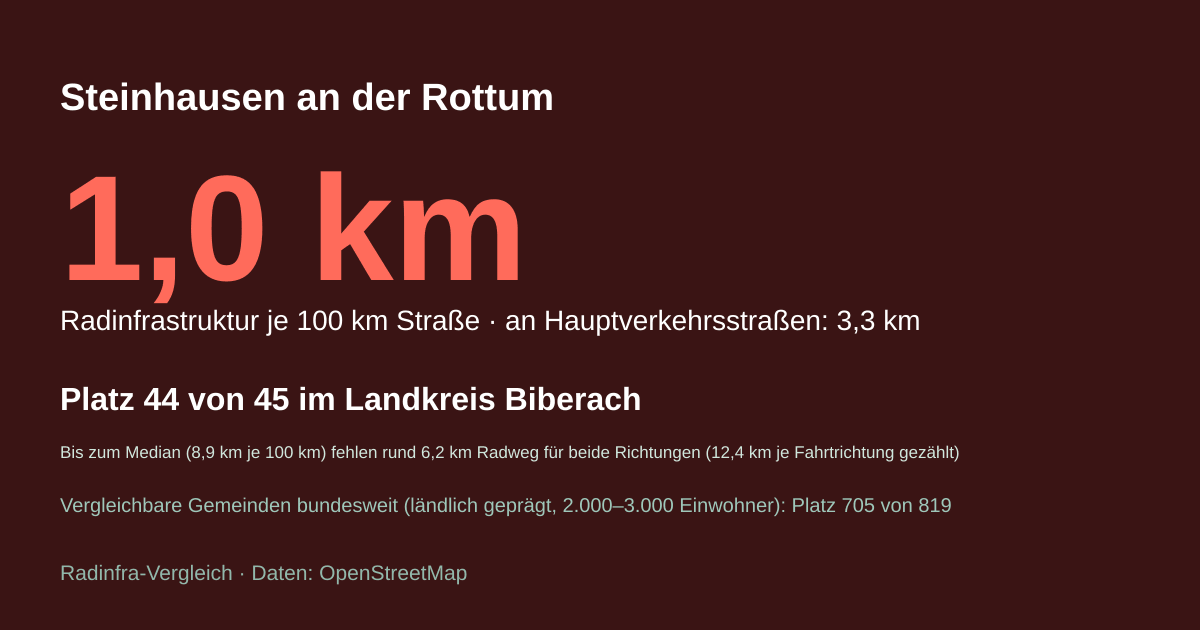 Steinhausen an der Rottum
1,0 km
Radinfrastruktur je 100 km Straße · an Hauptverkehrsstraßen: 3,3 km
Platz 44 von 45 im Landkreis Biberach
Bis zum Median (8,9 km je 100 km) fehlen rund 6,2 km Radweg für beide Richtungen (12,4 km je Fahrtrichtung gezählt)
Vergleichbare Gemeinden bundesweit (ländlich geprägt, 2.000–3.000 Einwohner): Platz 705 von 819
Radinfra-Vergleich · Daten: OpenStreetMap